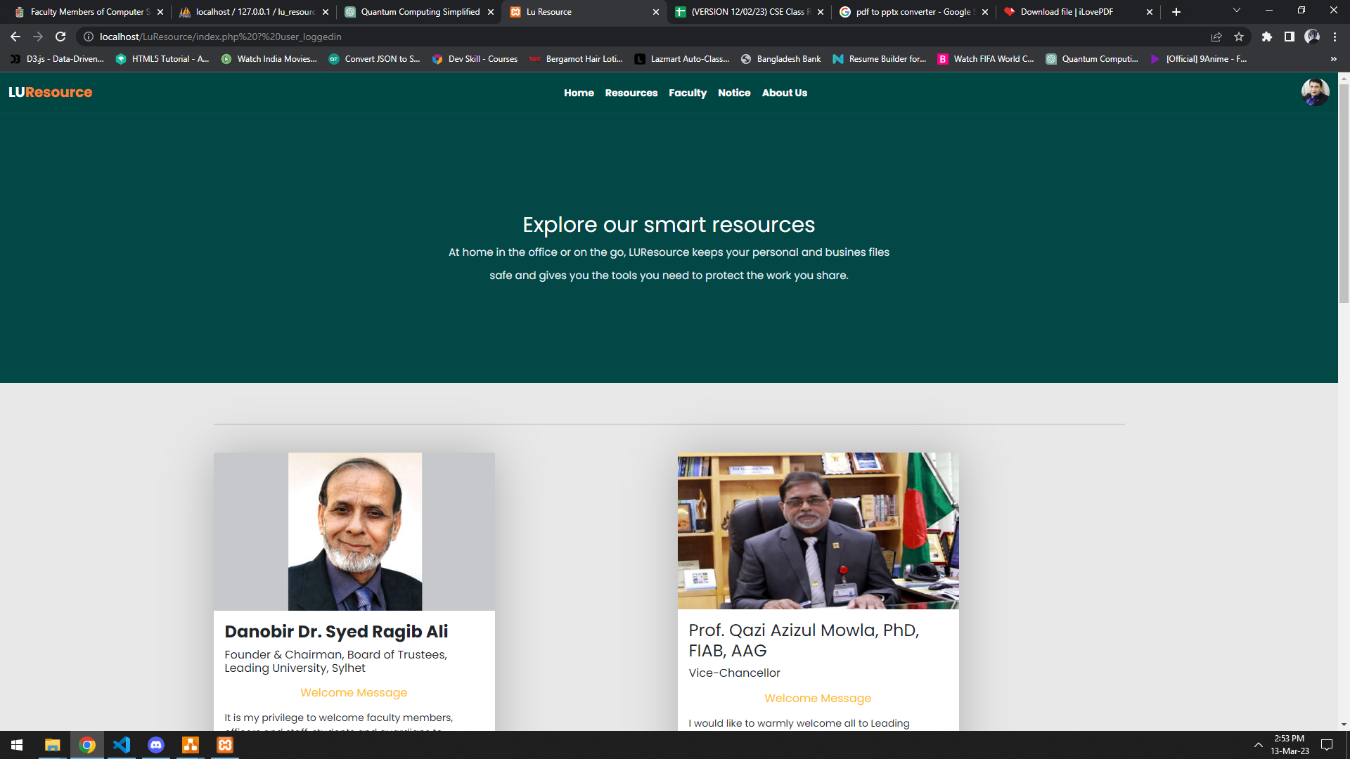 Faculty Members of Computer S
localhost / 127.0.0.1 / lu_resourc
Quantum Computing Simplified
Lu Resource
(VERSION 12/02/23) CSE Class R
pdf to pptx converter - Google S
Download file | iLovePDF
localhost/LuResource/index.php%20?%20user_loggedin
D3.js - Data-Driven...
HTML5 Tutorial - A...
Watch India Movies...
Convert JSON to S...
Dev Skill - Courses
Bergamot Hair Loti...
Lazmart Auto-Class...
Bangladesh Bank
Resume Builder for...
Watch FIFA World C...
Quantum Computi...
[Official] 9Anime - F...
LUResource
Home Resources Faculty Notice About Us
Explore our smart resources
At home in the office or on the go, LUResource keeps your personal and busines files
safe and gives you the tools you need to protect the work you share.
Danobir Dr. Syed Ragib Ali
Founder & Chairman, Board of Trustees,
Leading University, Sylhet
Welcome Message
It is my privilege to welcome faculty members,
Prof. Qazi Azizul Mowla, PhD,
FIAB, AAG
Vice-Chancellor
Welcome Message
I would like to warmly welcome all to Leading
2:53 PM
13-Mar-23